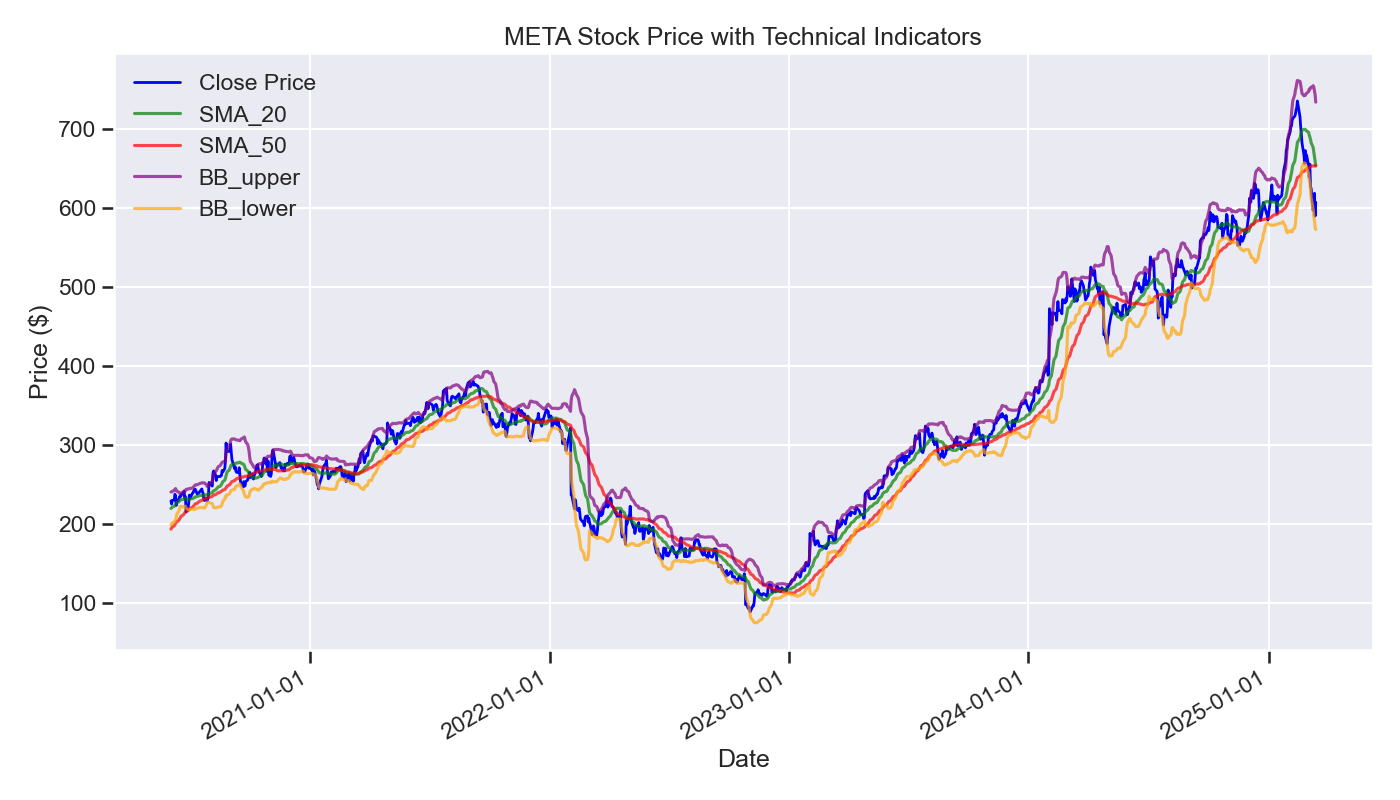 META Stock Price with Technical Indicators
Close Price
SMA_20
SMA_50
BB_upper
BB_lower
700
600
500
400
300
200
100
Price ($)
2021-01-01
2022-01-01
2023-01-01
2024-01-01
2025-01-01
Date